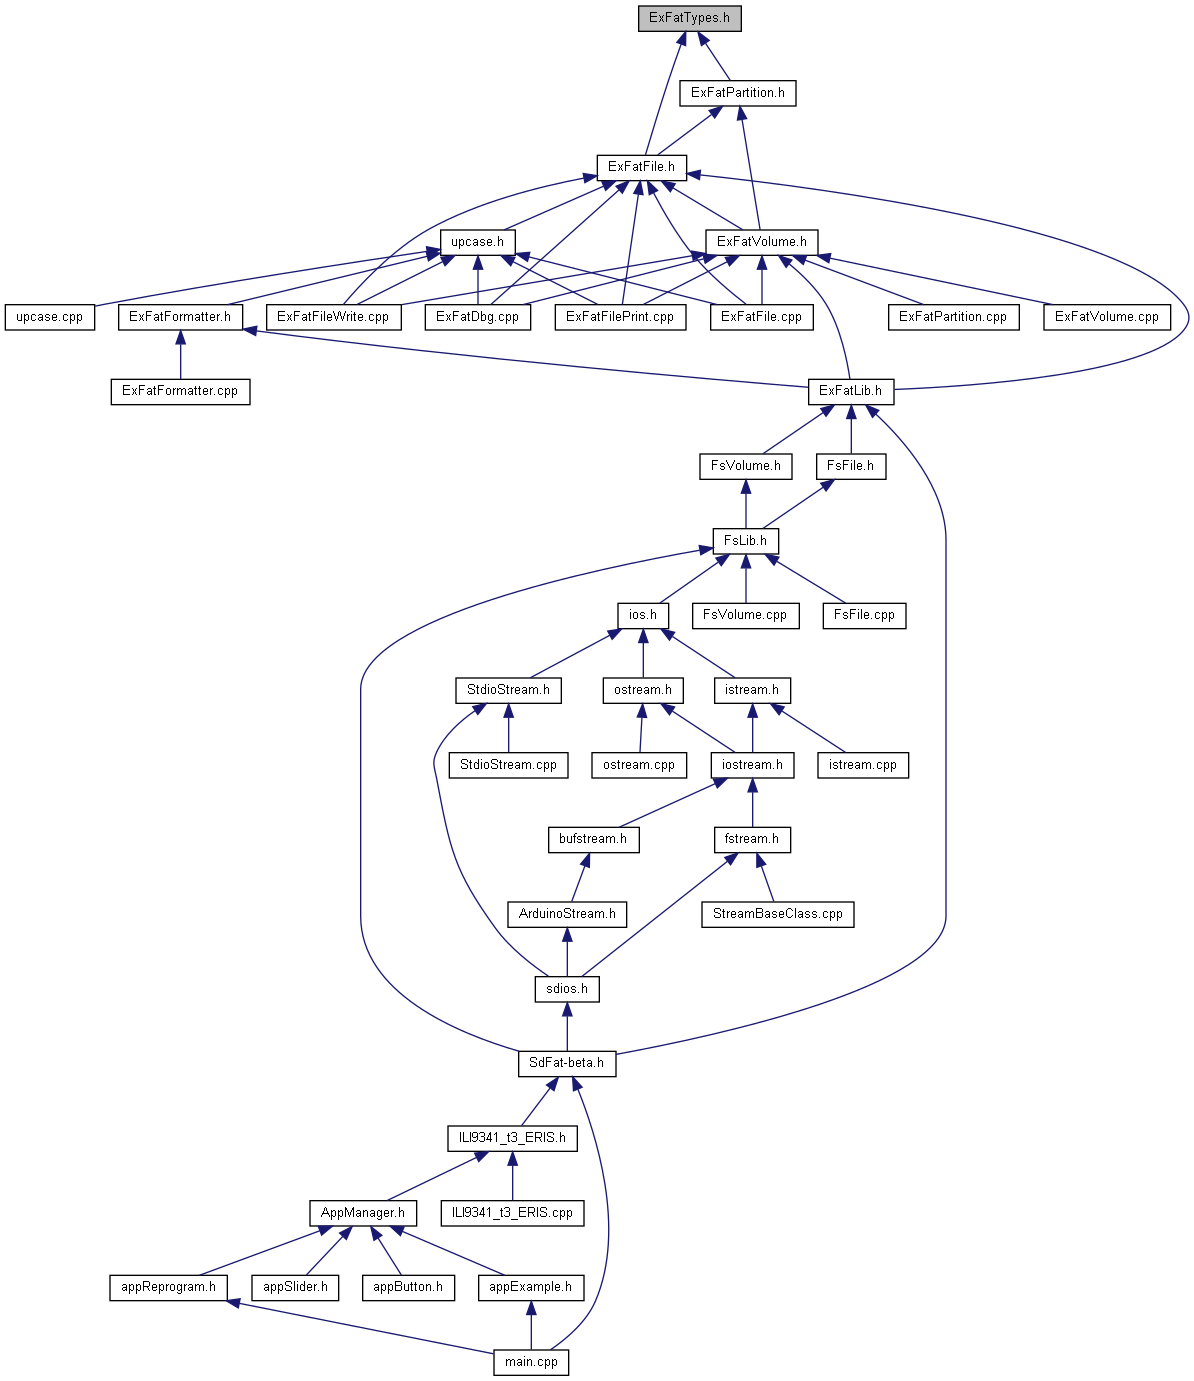 ExFatTypes.h
ExFatPartition.h
ExFatFile.h
upcase.h
ExFatVolume.h
upcase.cpp
ExFatFormatter.h
ExFatFileWrite.cpp
ExFatDbg.cpp
ExFatFilePrint.cpp
ExFatFile.cpp
ExFatPartition.cpp
ExFatVolume.cpp
ExFatFormatter.cpp
ExFatLib.h
FsVolume.h
FsFile.h
FsLib.h
ios.h
FsVolume.cpp
FsFile.cpp
StdioStream.h
ostream.h
istream.h
StdioStream.cpp
ostream.cpp
iostream.h
istream.cpp
bufstream.h
fstream.h
ArduinoStream.h
StreamBaseClass.cpp
sdios.h
SdFat-beta.h
ILI9341_t3_ERIS.h
AppManager.h
ILI9341_t3_ERIS.cpp
appReprogram.h
appSlider.h
appButton.h
appExample.h
main.cpp